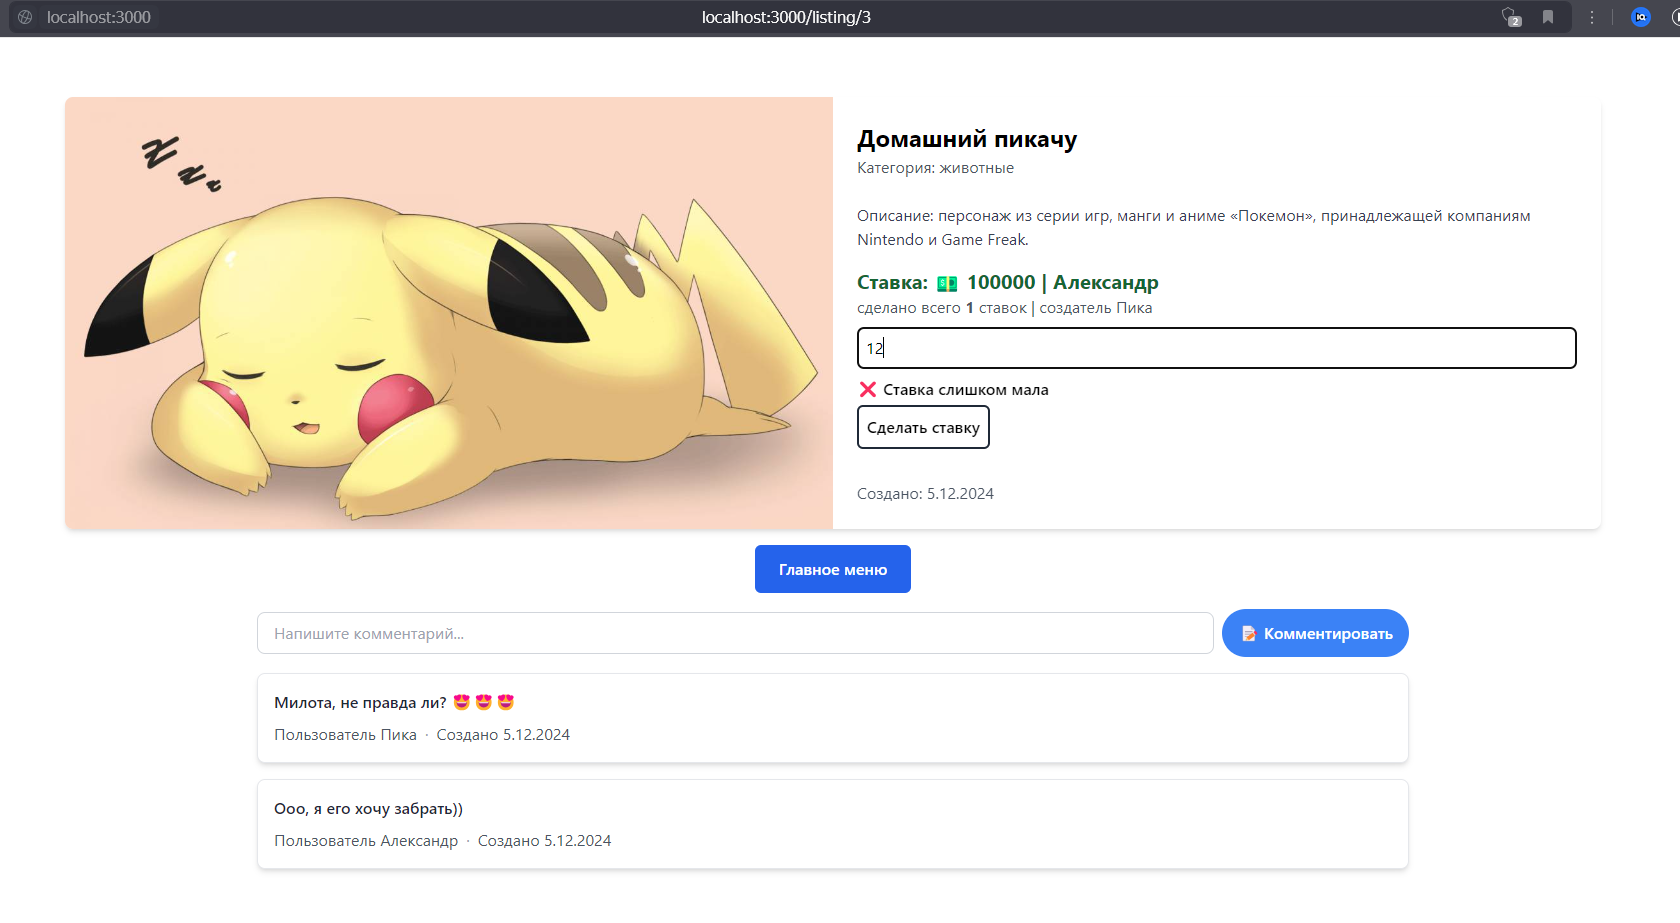 localhost:3000
localhost:3000/listing/3
2
Домашний пикачу
Категория: животные
Описание: персонаж из серии игр, манги и аниме «Покемон», принадлежащей компаниям
Nintendo и Game Freak.
Ставка: 💵 100000 | Александр
сделано всего 1 ставок | создатель Пика
12
❌ Ставка слишком мала
Сделать ставку
Создано: 5.12.2024
Главное меню
Напишите комментарий...
📝 Комментировать
Милота, не правда ли? 😍😍😍
Пользователь Пика · Создано 5.12.2024
Ооо, я его хочу забрать))
Пользователь Александр · Создано 5.12.2024